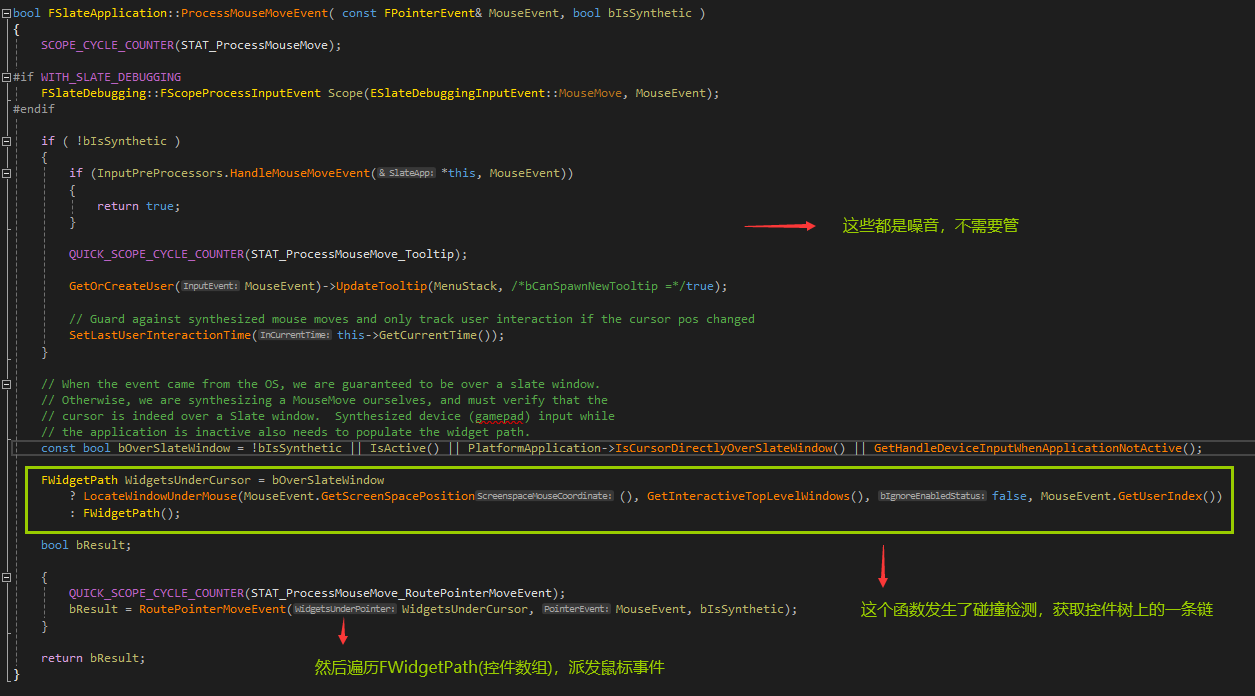 bool FSlateApplication::ProcessMouseMoveEvent( const FPointerEvent& MouseEvent, bool bIsSynthetic )
{
SCOPE_CYCLE_COUNTER(STAT_ProcessMouseMove);
#if WITH_SLATE_DEBUGGING
FSlateDebugging::FScopeProcessInputEvent Scope(ESlateDebuggingInputEvent::MouseMove, MouseEvent);
#endif
if ( !bIsSynthetic )
{
if (InputPreProcessors.HandleMouseMoveEvent(& SlateApp: *this, MouseEvent))
{
return true;
}
这些都是噪音，不需要管
QUICK_SCOPE_CYCLE_COUNTER(STAT_ProcessMouseMove_Tooltip);
GetOrCreateUser(InputEvent: MouseEvent)->UpdateTooltip(MenuStack, /*bCanSpawnNewTooltip =*/true);
// Guard against synthesized mouse moves and only track user interaction if the cursor pos changed
SetLastUserInteractionTime(InCurrentTime: this->GetCurrentTime());
}
// When the event came from the OS, we are guaranteed to be over a slate window.
// Otherwise, we are synthesizing a MouseMove ourselves, and must verify that the
// cursor is indeed over a Slate window.  Synthesized device (gamepad) input while
// the application is inactive also needs to populate the widget path.
const bool bOverSlateWindow = !bIsSynthetic || IsActive() || PlatformApplication->IsCursorDirectlyOverSlateWindow() || GetHandleDeviceInputWhenApplicationNotActive();
FWidgetPath WidgetsUnderCursor = bOverSlateWindow
? LocateWindowUnderMouse(MouseEvent.GetScreenSpacePosition ScreenspaceMouseCoordinate: (), GetInteractiveTopLevelWindows(), bIgnoreEnabledStatus: false, MouseEvent.GetUserIndex())
: FWidgetPath();
bool bResult;
{
QUICK_SCOPE_CYCLE_COUNTER(STAT_ProcessMouseMove_RoutePointerMoveEvent);
bResult = RoutePointerMoveEvent(WidgetsUnderPointer: WidgetsUnderCursor, PointerEvent: MouseEvent, bIsSynthetic);
这个函数发生了碰撞检测，获取控件树上的一条链
}
return bResult;
然后遍历FWidgetPath(控件数组)，派发鼠标事件
}